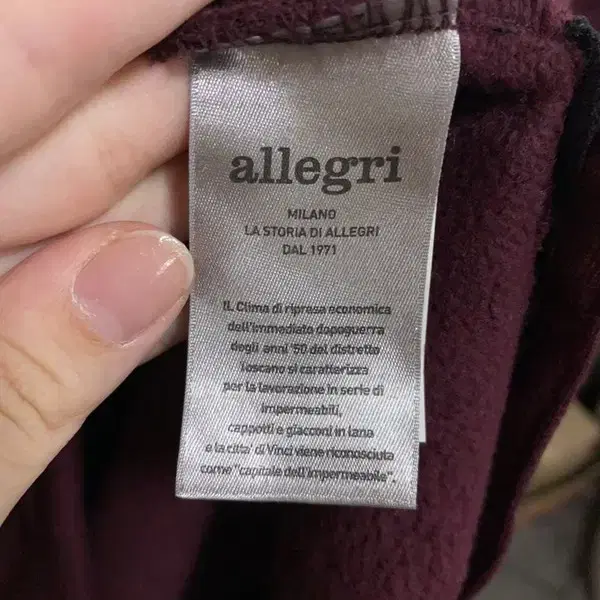 allegri
MILANO
LA STORIA DI ALLEGRI
DAL 1971
IL Clima di ripresa economica
dell'immediato dopoguerra
degli anni '50 del distretto
toscano si caratterizza
per la lavorazione in serie di
impermeabili,
cappotti e giacconi in lana
e la citta' di Vinci viene riconosciuta
come "capitale dell'impermeabile".